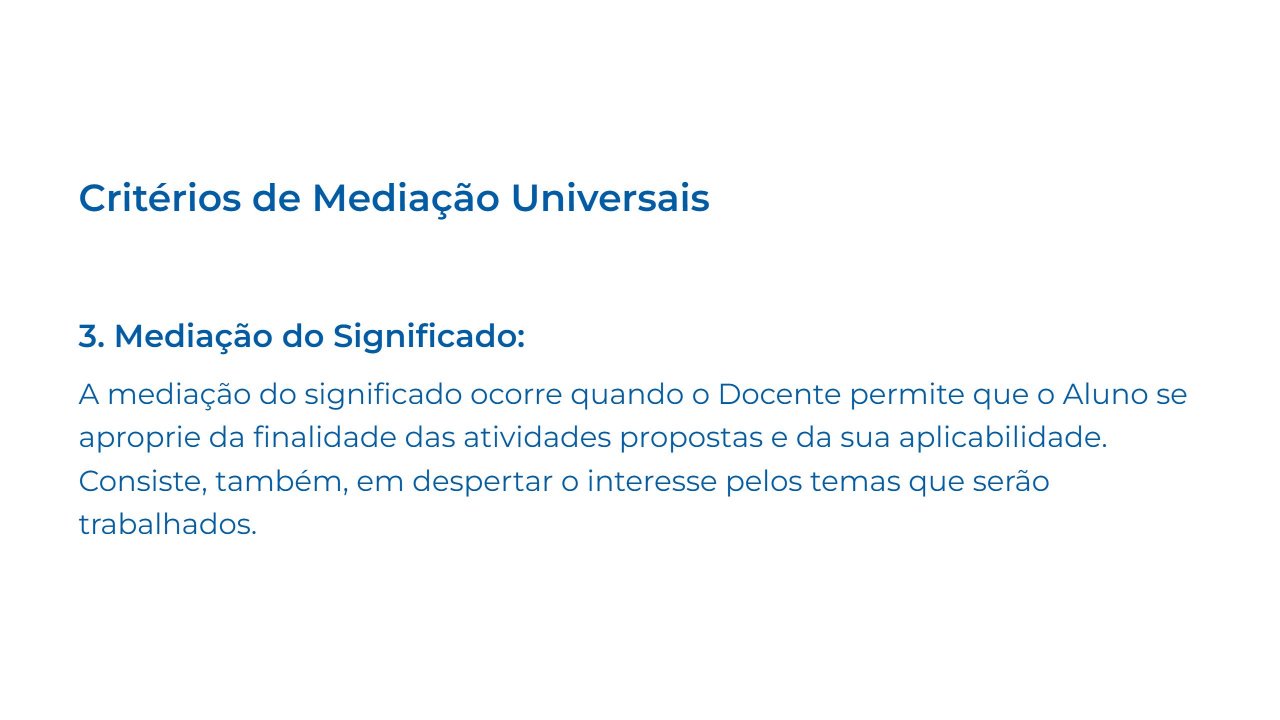 Critérios de Mediação Universais
3. Mediação do Significado:
A mediação do significado ocorre quando o Docente permite que o Aluno se
aproprie da finalidade das atividades propostas e da sua aplicabilidade.
Consiste, também, em despertar o interesse pelos temas que serão
trabalhados.